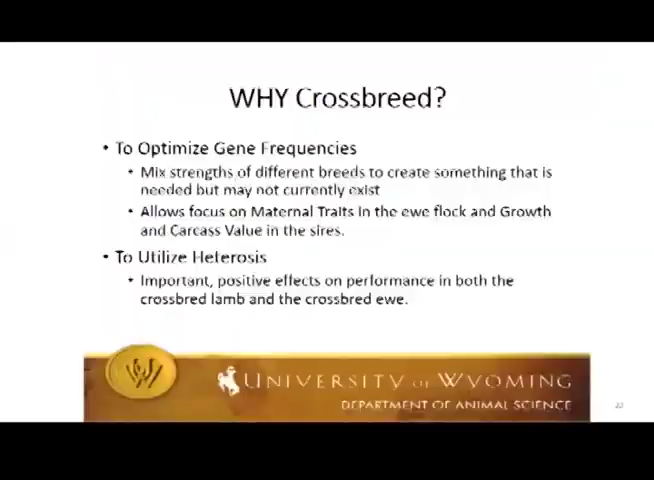 WHY Crossbreed?
• To Optimize Gene Frequencies
• Mix strengths of different breeds to create something that is
needed but may not currently exist
• Allows focus on Maternal Traits in the ewe flock and Growth
and Carcass Value in the sires.
• To Utilize Heterosis
• Important, positive effects on performance in both the
crossbred lamb and the crossbred ewe.
UNIVERSITY OF WYOMING
DEPARTMENT OF ANIMAL SCIENCE